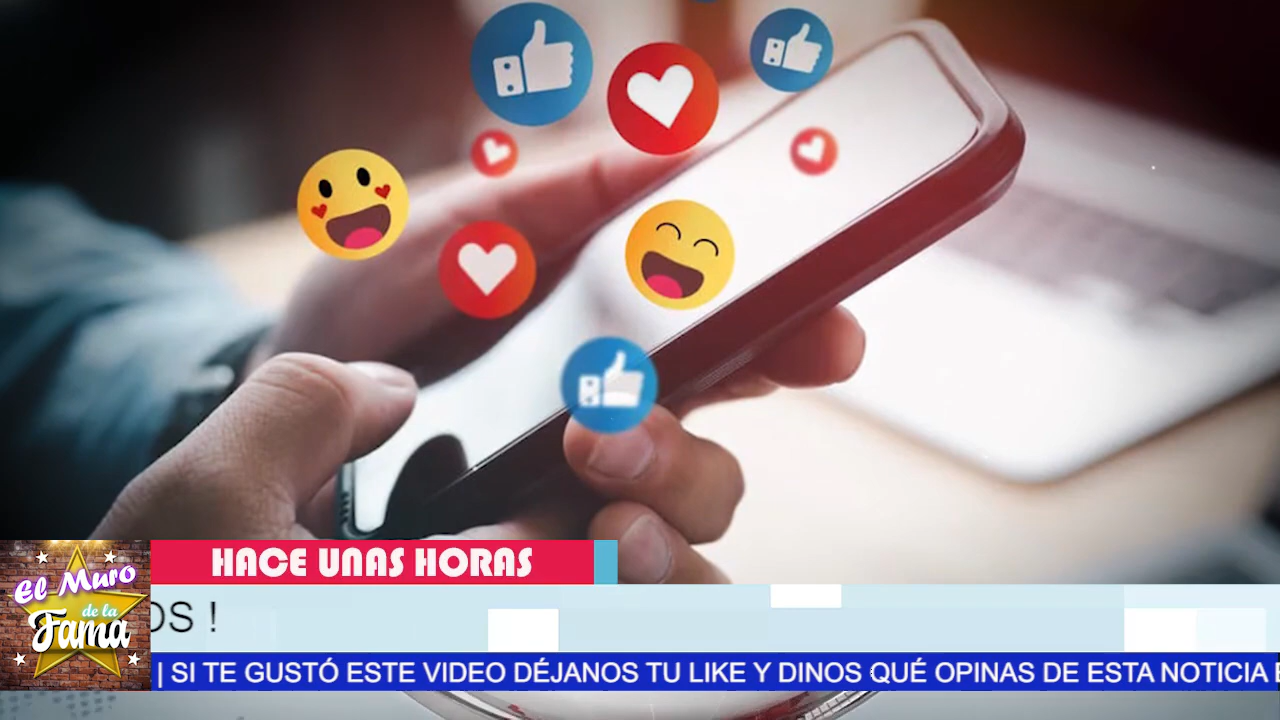 HACE UNAS HORAS
El Muro
de la
Fama
OS !
| SI TE GUSTÓ ESTE VIDEO DÉJANOS TU LIKE Y DINOS QUÉ OPINAS DE ESTA NOTICIA